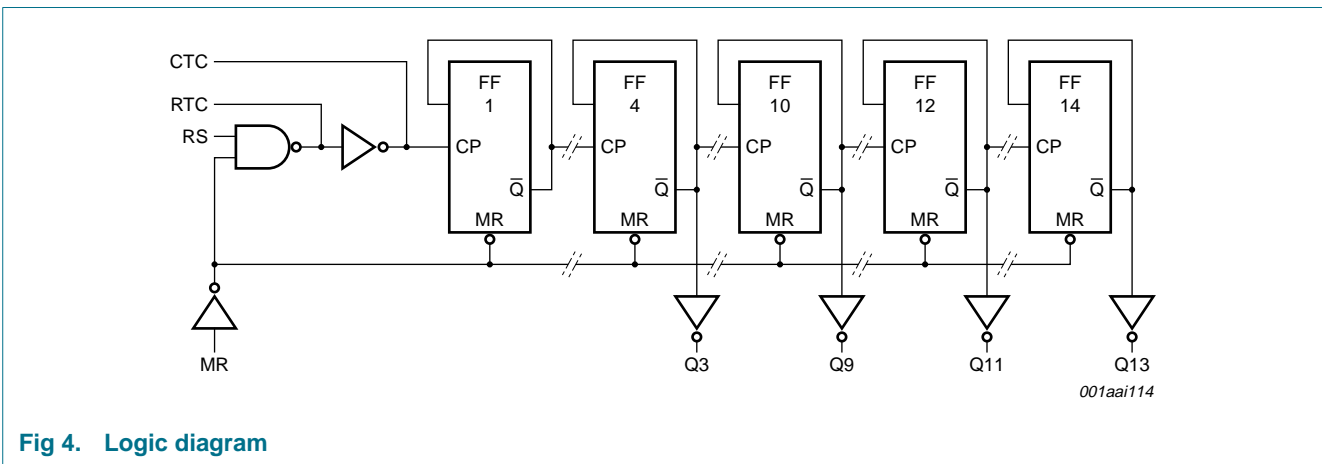 CTC
RTC
RS
FF
1
CP
Q̅
MR
FF
4
CP
Q̅
MR
FF
10
CP
Q̅
MR
FF
12
CP
Q̅
MR
FF
14
CP
Q̅
MR
MR
Q3
Q9
Q11
Q13
001aai114
Fig 4. Logic diagram